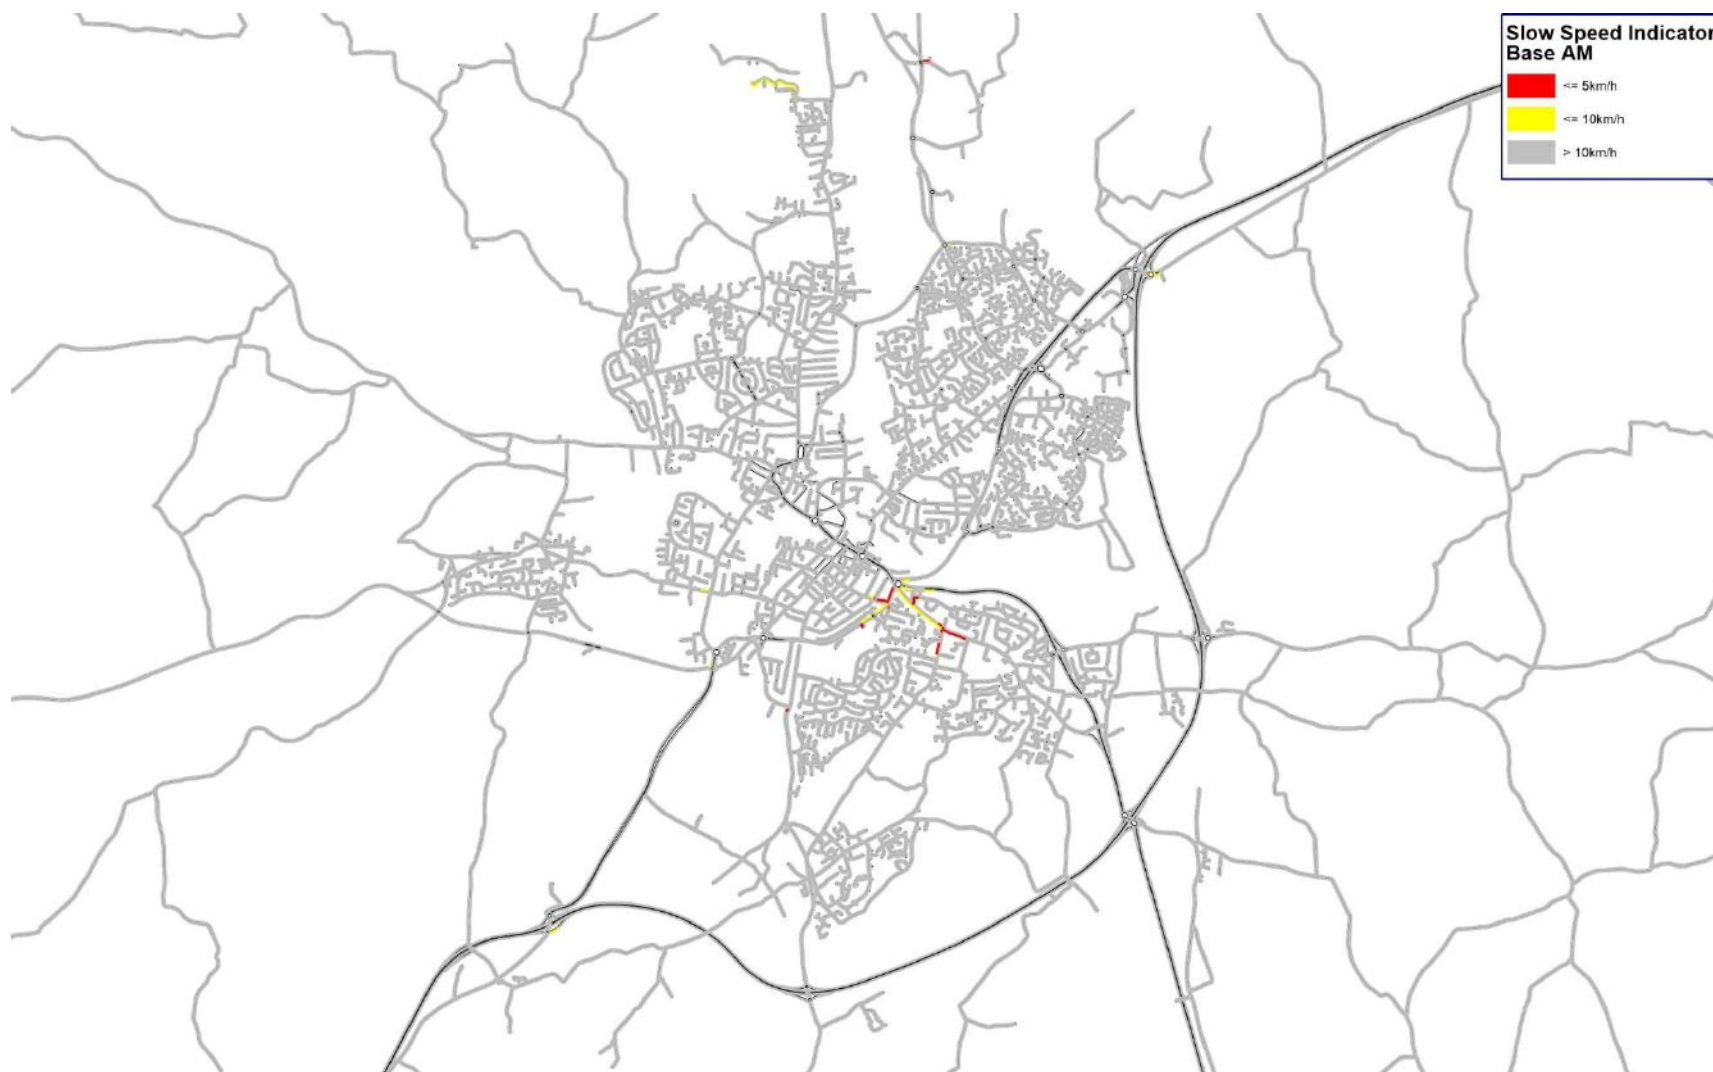 Slow Speed Indicator
Base AM
<= 5km/h
<= 10km/h
> 10km/h